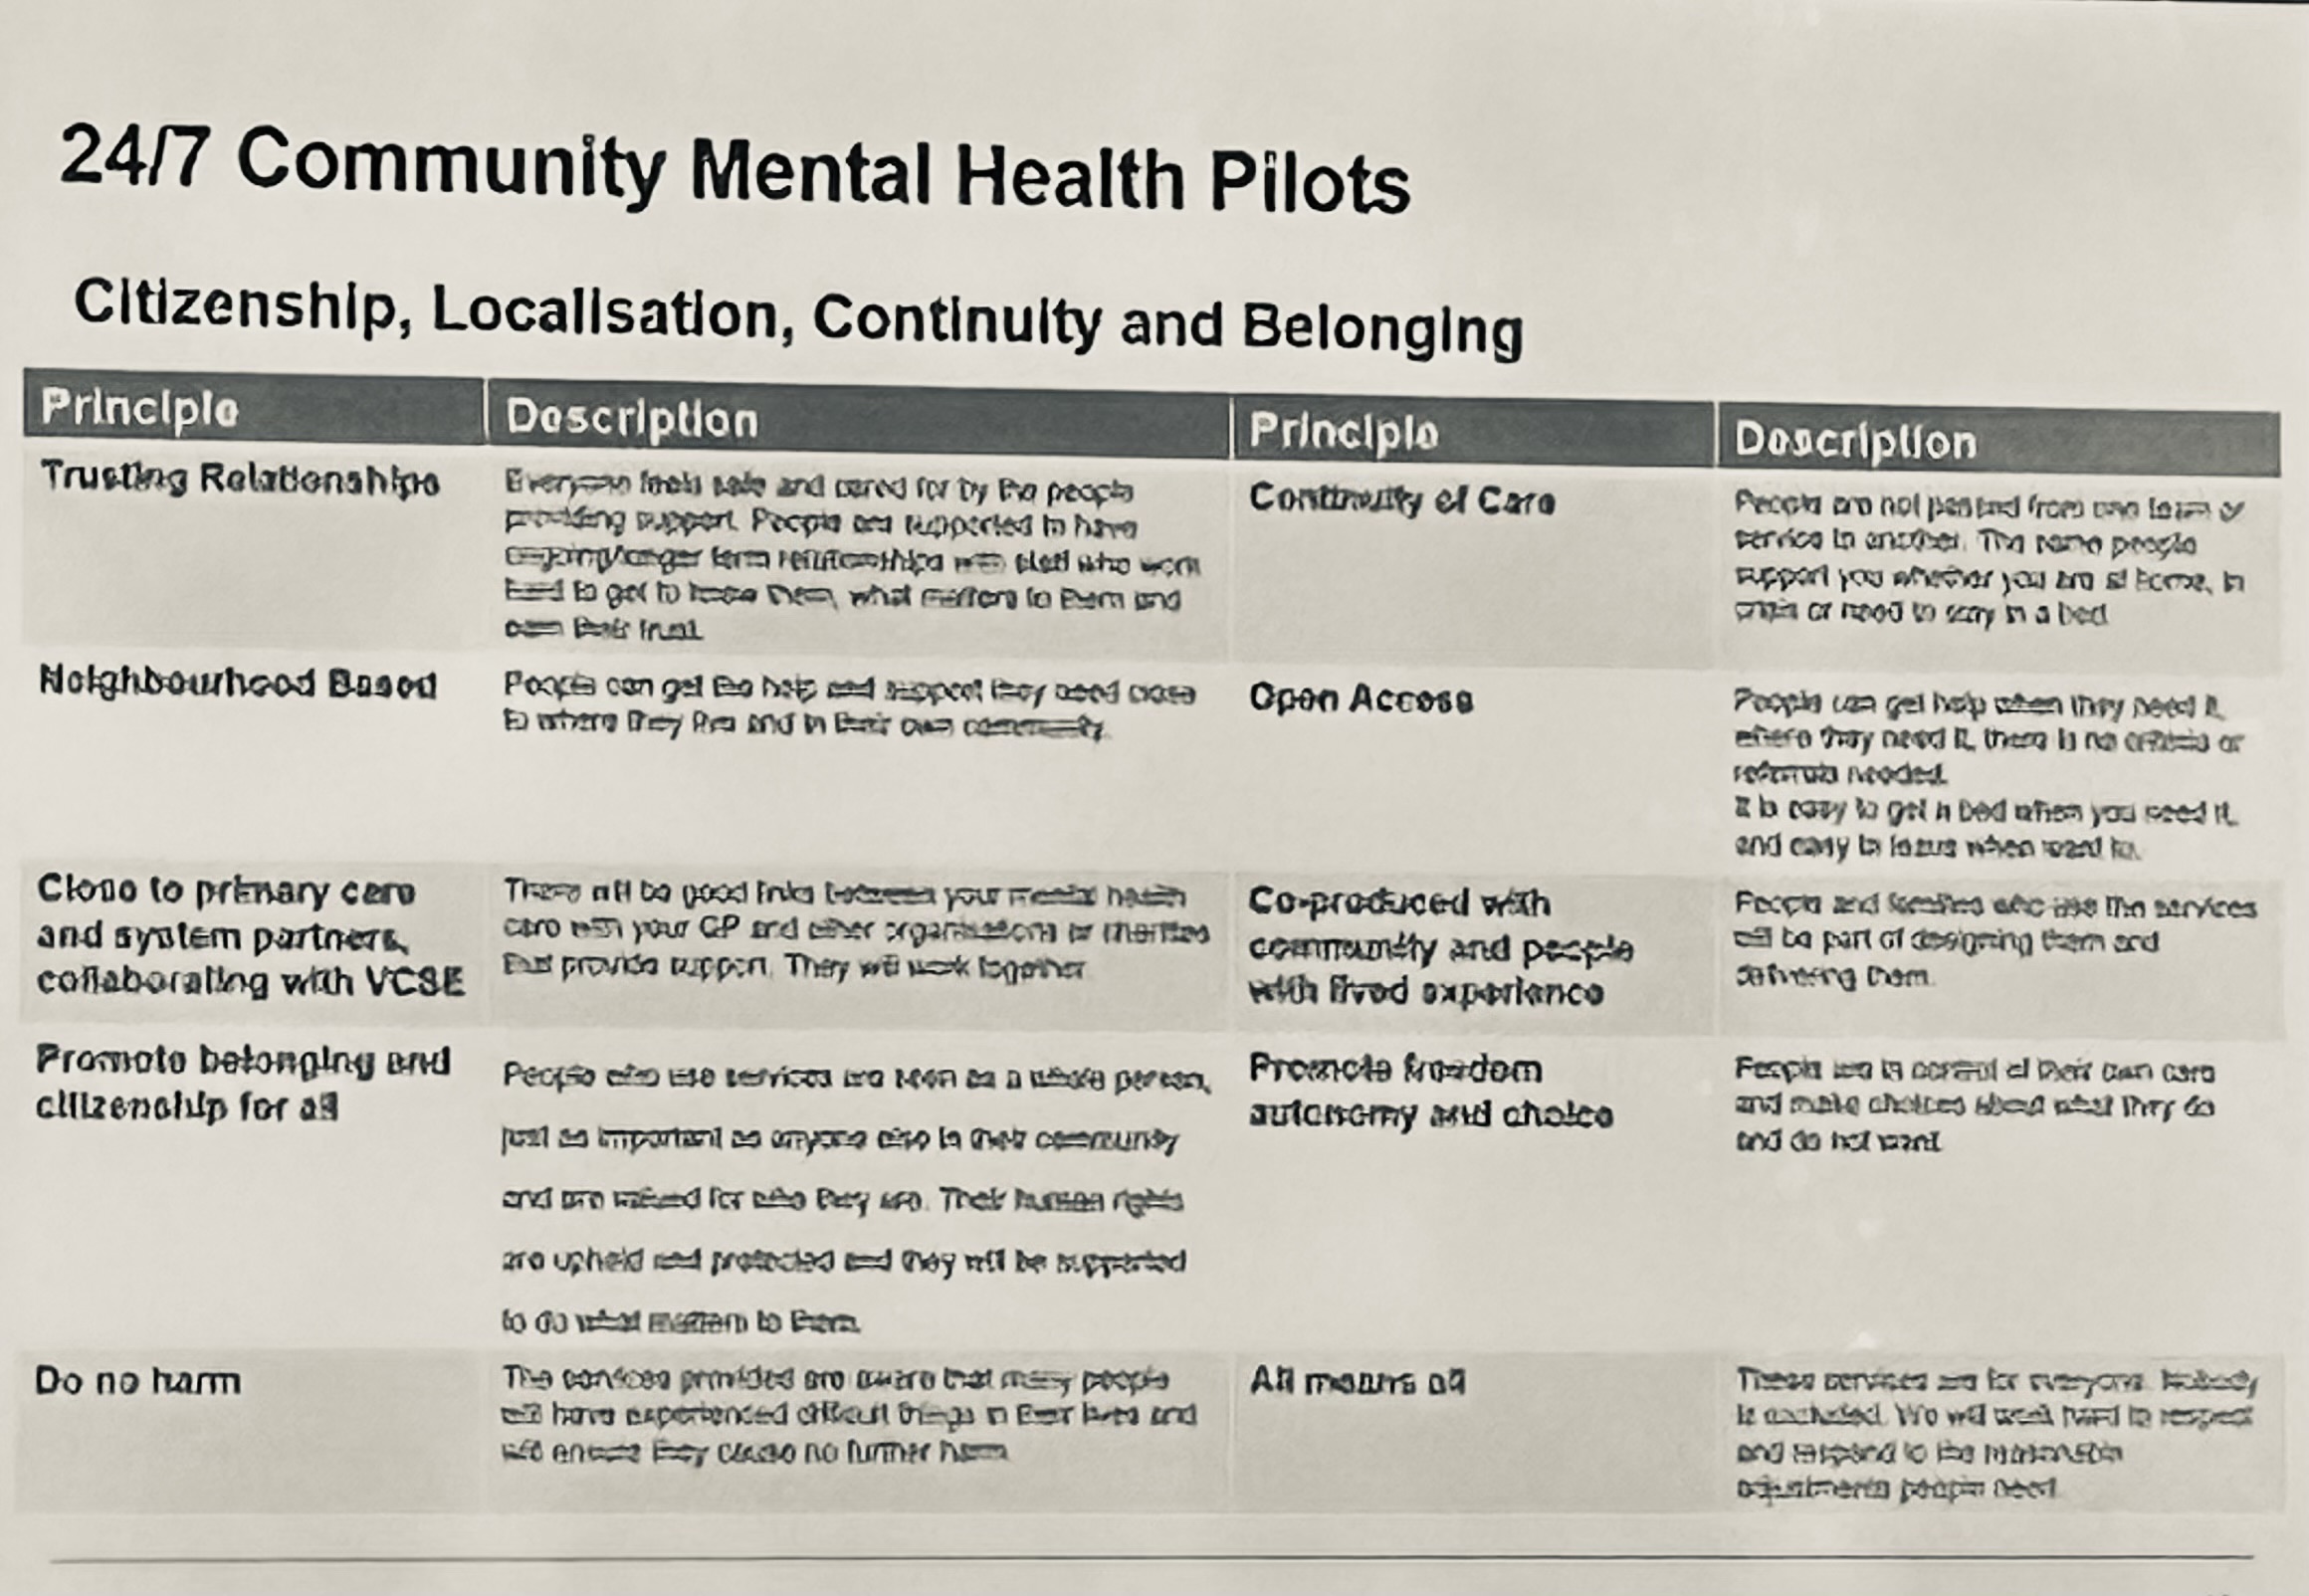 24/7 Community Mental Health Pilots
Citizenship, Localisation, Continuity and Belonging
Principle
Description
Principle
Description
Trusting Relationships
Everyone feels safe and cared for by the people
providing support. People are supported to have
ongoing/longer term relationships with staff who work
hard to get to know them, what matters to them and
earn their trust.
Continuity of Care
People are not passed from one team or
service to another. The same people
support you whether you are at home, in
crisis or need to stay in a bed
Neighbourhood Based
People can get the help and support they need close
to where they live and in their own community.
Open Access
People can get help when they need it,
where they need it, there is no criteria or
referrals needed.
It is easy to get a bed when you need it,
and easy to leave when want to.
Close to primary care
and system partners,
collaborating with VCSE
There will be good links between your mental health
care with your GP and other organisations or charities
that provide support. They will work together
Co-produced with
community and people
with lived experience
People and families who use the services
will be part of designing them and
delivering them.
Promote belonging and
citizenship for all
People who use services are seen as a whole person,
just as important as anyone else in their community
and are valued for who they are. Their human rights
are upheld and protected and they will be supported
to do what matters to them.
Promote freedom
autonomy and choice
People are in control of their own care
and make choices about what they do
and do not want.
Do no harm
The services provided are aware that many people
will have experienced difficult things in their lives and
will ensure they cause no further harm
All means all
These services are for everyone. Nobody
is excluded. We will work hard to respect
and respond to the reasonable
adjustments people need